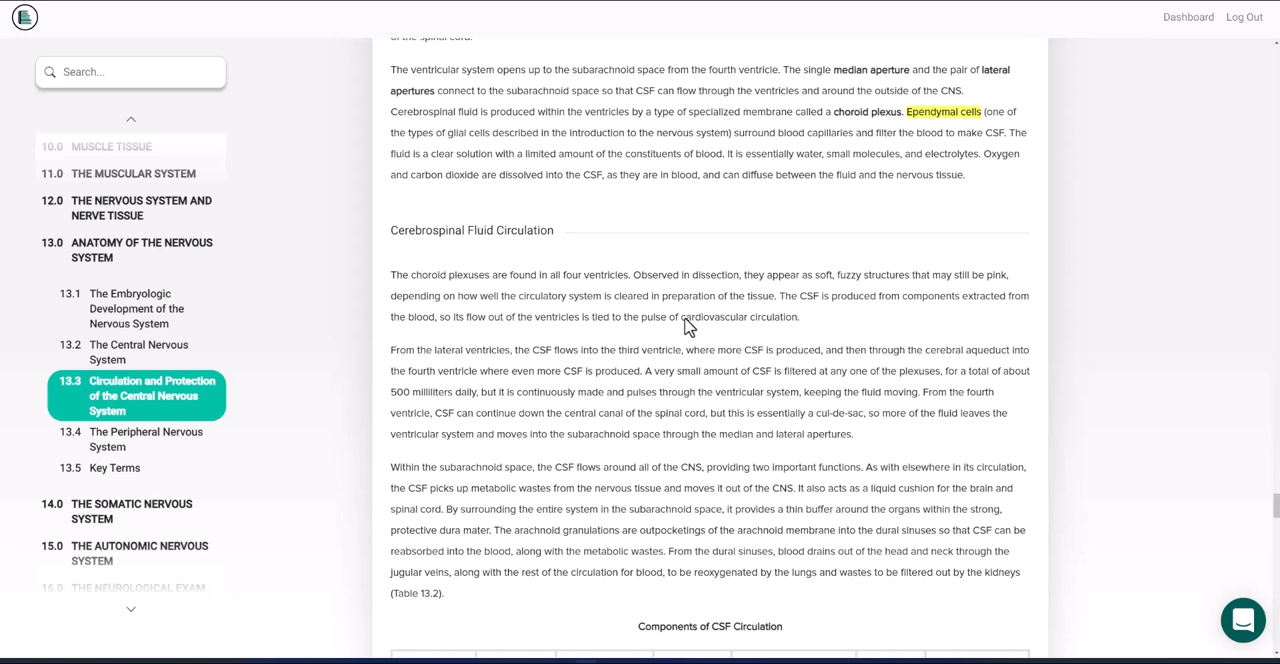 Dashboard Log Out
Search...
10.0 MUSCLE TISSUE
11.0 THE MUSCULAR SYSTEM
12.0 THE NERVOUS SYSTEM AND
NERVE TISSUE
13.0 ANATOMY OF THE NERVOUS
SYSTEM
13.1 The Embryologic
Development of the
Nervous System
13.2 The Central Nervous
System
13.3 Circulation and Protection
of the Central Nervous
System
13.4 The Peripheral Nervous
System
13.5 Key Terms
14.0 THE SOMATIC NERVOUS
SYSTEM
15.0 THE AUTONOMIC NERVOUS
SYSTEM
16.0 THE NEUROLOGICAL EXAM
of the spinal cord.
The ventricular system opens up to the subarachnoid space from the fourth ventricle. The single median aperture and the pair of lateral
apertures connect to the subarachnoid space so that CSF can flow through the ventricles and around the outside of the CNS.
Cerebrospinal fluid is produced within the ventricles by a type of specialized membrane called a choroid plexus. Ependymal cells (one of
the types of glial cells described in the introduction to the nervous system) surround blood capillaries and filter the blood to make CSF. The
fluid is a clear solution with a limited amount of the constituents of blood. It is essentially water, small molecules, and electrolytes. Oxygen
and carbon dioxide are dissolved into the CSF, as they are in blood, and can diffuse between the fluid and the nervous tissue.
Cerebrospinal Fluid Circulation
The choroid plexuses are found in all four ventricles. Observed in dissection, they appear as soft, fuzzy structures that may still be pink,
depending on how well the circulatory system is cleared in preparation of the tissue. The CSF is produced from components extracted from
the blood, so its flow out of the ventricles is tied to the pulse of cardiovascular circulation.
From the lateral ventricles, the CSF flows into the third ventricle, where more CSF is produced, and then through the cerebral aqueduct into
the fourth ventricle where even more CSF is produced. A very small amount of CSF is filtered at any one of the plexuses, for a total of about
500 milliliters daily, but it is continuously made and pulses through the ventricular system, keeping the fluid moving. From the fourth
ventricle, CSF can continue down the central canal of the spinal cord, but this is essentially a cul-de-sac, so more of the fluid leaves the
ventricular system and moves into the subarachnoid space through the median and lateral apertures.
Within the subarachnoid space, the CSF flows around all of the CNS, providing two important functions. As with elsewhere in its circulation,
the CSF picks up metabolic wastes from the nervous tissue and moves it out of the CNS. It also acts as a liquid cushion for the brain and
spinal cord. By surrounding the entire system in the subarachnoid space, it provides a thin buffer around the organs within the strong,
protective dura mater. The arachnoid granulations are outpocketings of the arachnoid membrane into the dural sinuses so that CSF can be
reabsorbed into the blood, along with the metabolic wastes. From the dural sinuses, blood drains out of the head and neck through the
jugular veins, along with the rest of the circulation for blood, to be reoxygenated by the lungs and wastes to be filtered out by the kidneys
(Table 13.2).
Components of CSF Circulation